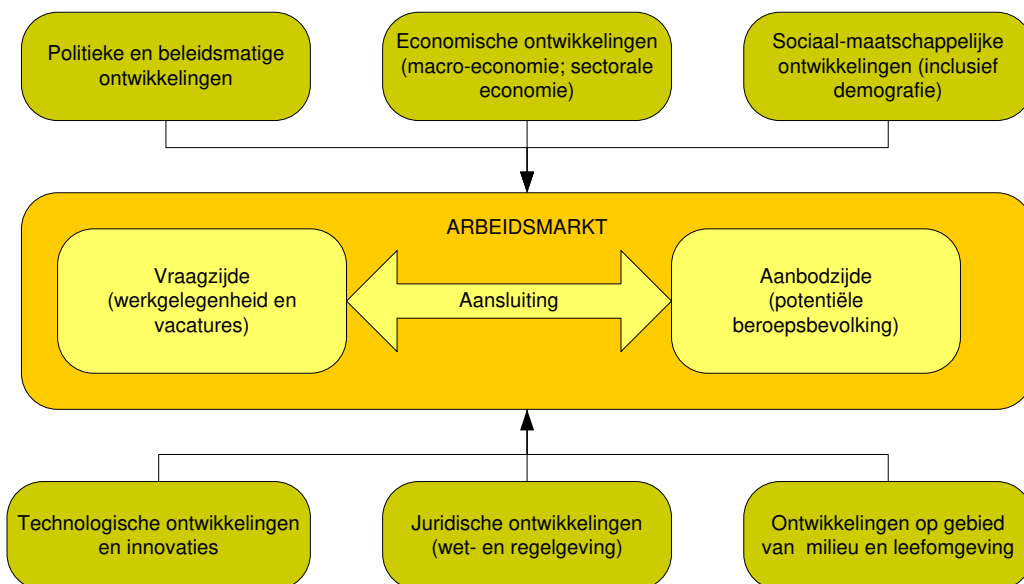 Politieke en beleidsmatige
ontwikkelingen
Economische ontwikkelingen
(macro-economie; sectorale
economie)
Sociaal-maatschappelijke
ontwikkelingen (inclusief
demografie)
ARBEIDSMARKT
Vraagzijde
(werkgelegenheid en
vacatures)
Aansluiting
Aanbodzijde
(potentiële
beroepsbevolking)
Technologische ontwikkelingen
en innovaties
Juridische ontwikkelingen
(wet- en regelgeving)
Ontwikkelingen op gebied
van milieu en leefomgeving